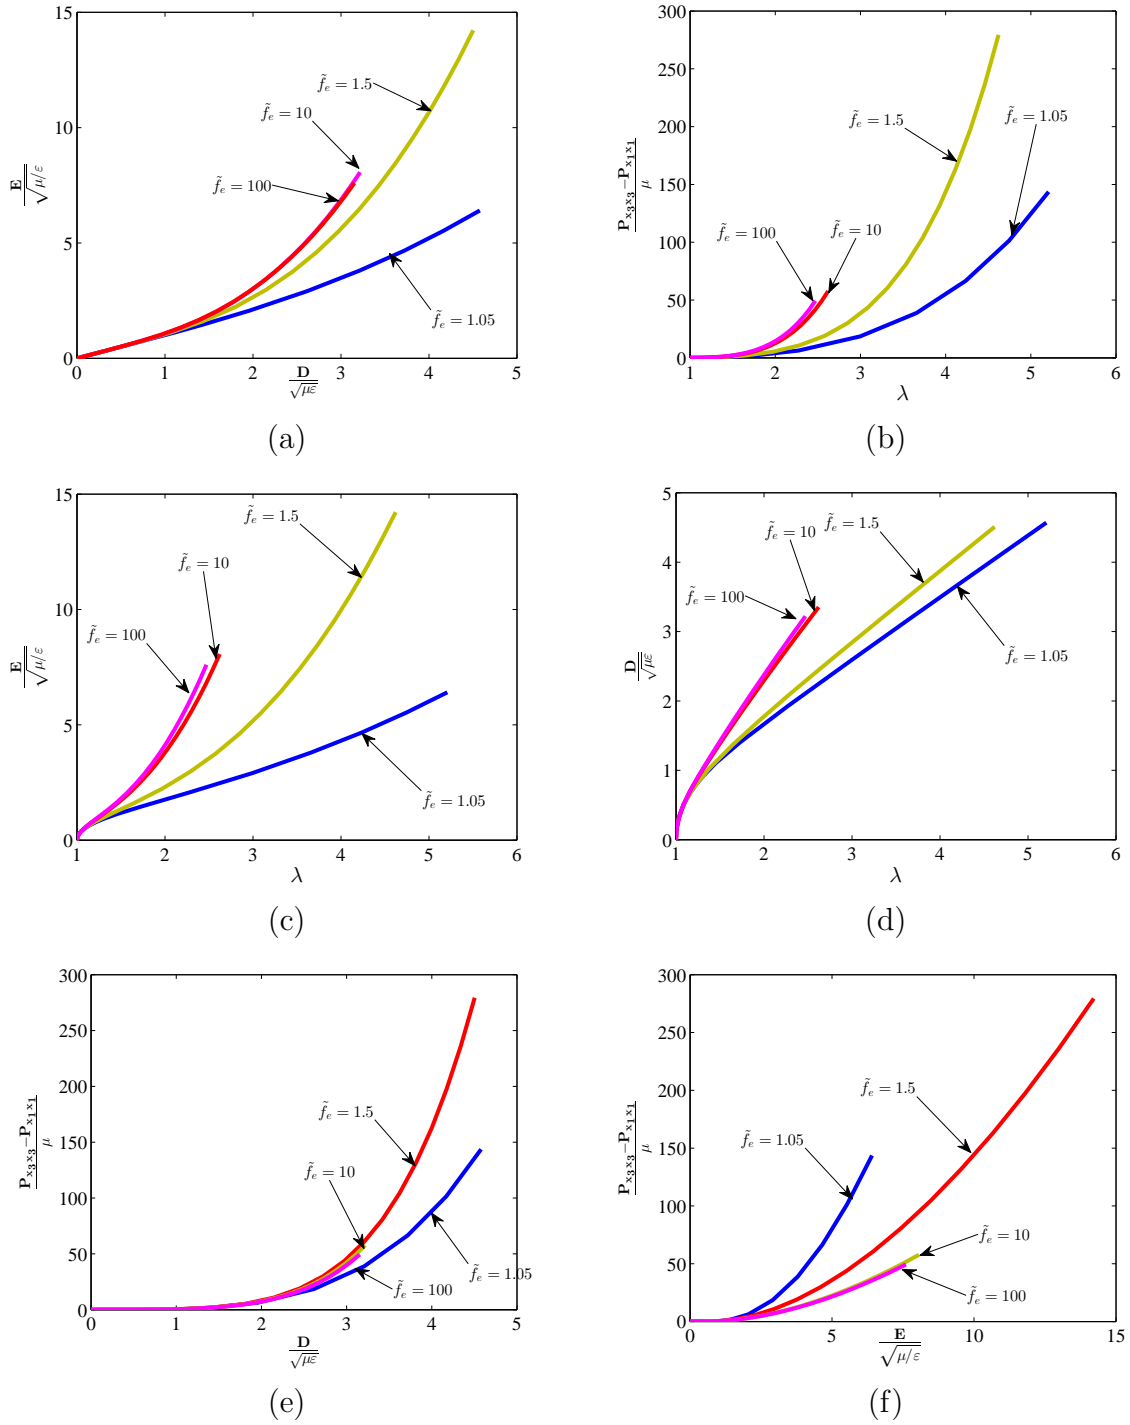 15
10
5
0
0 1 2 3 4 5
E/√μ/ε
D/√με
f̃e = 1.5
f̃e = 10
f̃e = 100
f̃e = 1.05
(a)
300
250
200
150
100
50
0
1 2 3 4 5 6
Px3x3−Px1x1/μ
λ
f̃e = 1.05
f̃e = 1.5
f̃e = 100
f̃e = 10
(b)
15
10
5
0
1 2 3 4 5 6
E/√μ/ε
λ
f̃e = 1.5
f̃e = 10
f̃e = 100
f̃e = 1.05
(c)
5
4
3
2
1
0
1 2 3 4 5 6
D/√με
λ
f̃e = 1.5
f̃e = 10
f̃e = 100
f̃e = 1.05
(d)
300
250
200
150
100
50
0
0 1 2 3 4 5
Px3x3−Px1x1/μ
D/√με
f̃e = 1.5
f̃e = 10
f̃e = 1.05
f̃e = 100
(e)
300
250
200
150
100
50
0
0 5 10 15
Px3x3−Px1x1/μ
E/√μ/ε
f̃e = 1.5
f̃e = 1.05
f̃e = 10
f̃e = 100
(f)